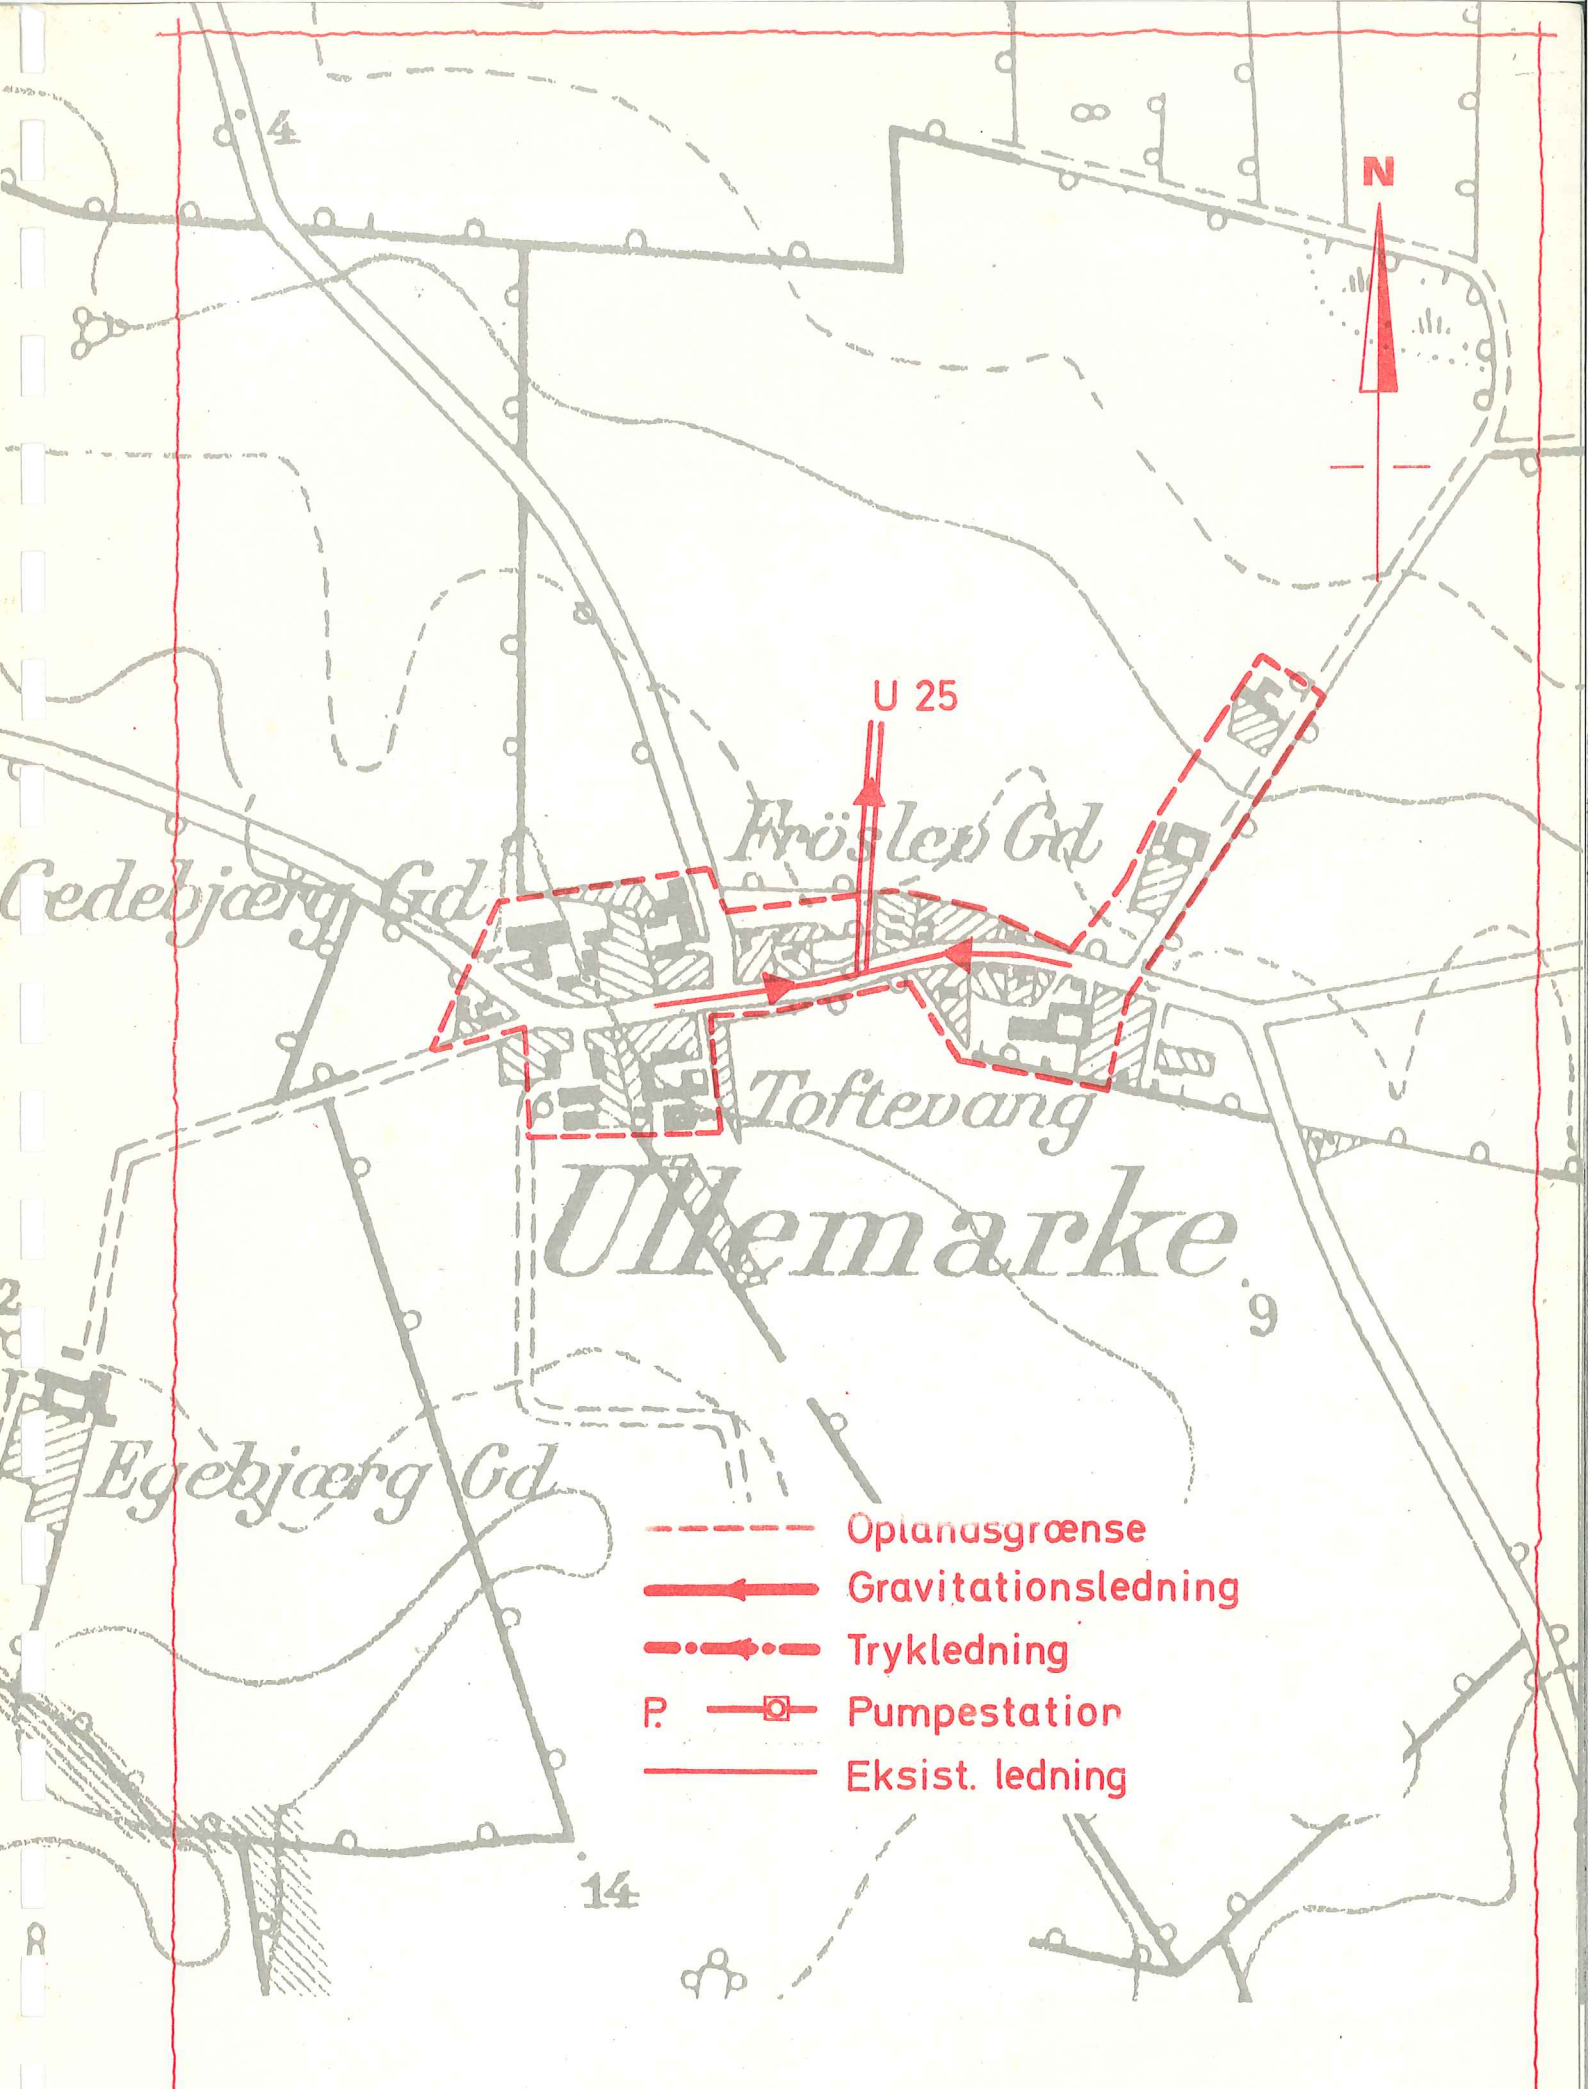 4
8
N
U 25
Fröslev Gd
Gedebjærg Gd
Toftevang
Ullemarke
9
2
Egebjærg Gd
Oplandsgrænse
Gravitationsledning
Trykledning
P. Pumpestation
Eksist. ledning
14